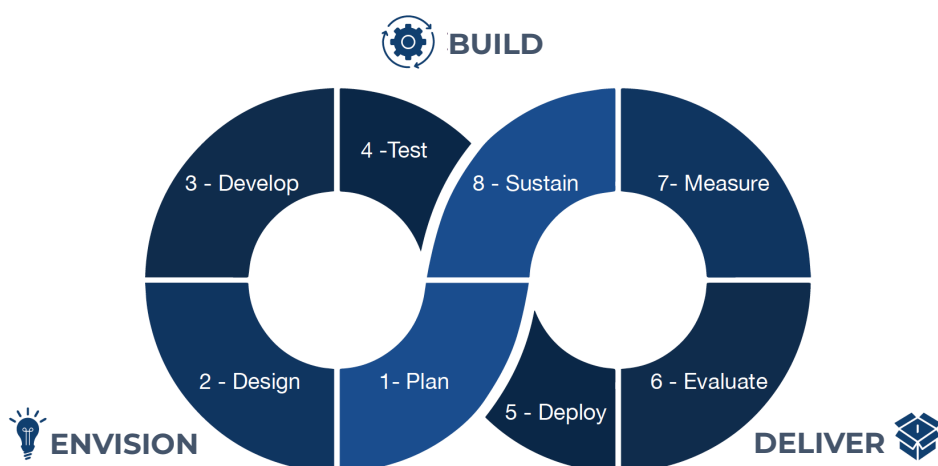 BUILD
4 -Test
3 - Develop
8 - Sustain
7- Measure
2 - Design
1- Plan
6 - Evaluate
5 - Deploy
ENVISION
DELIVER